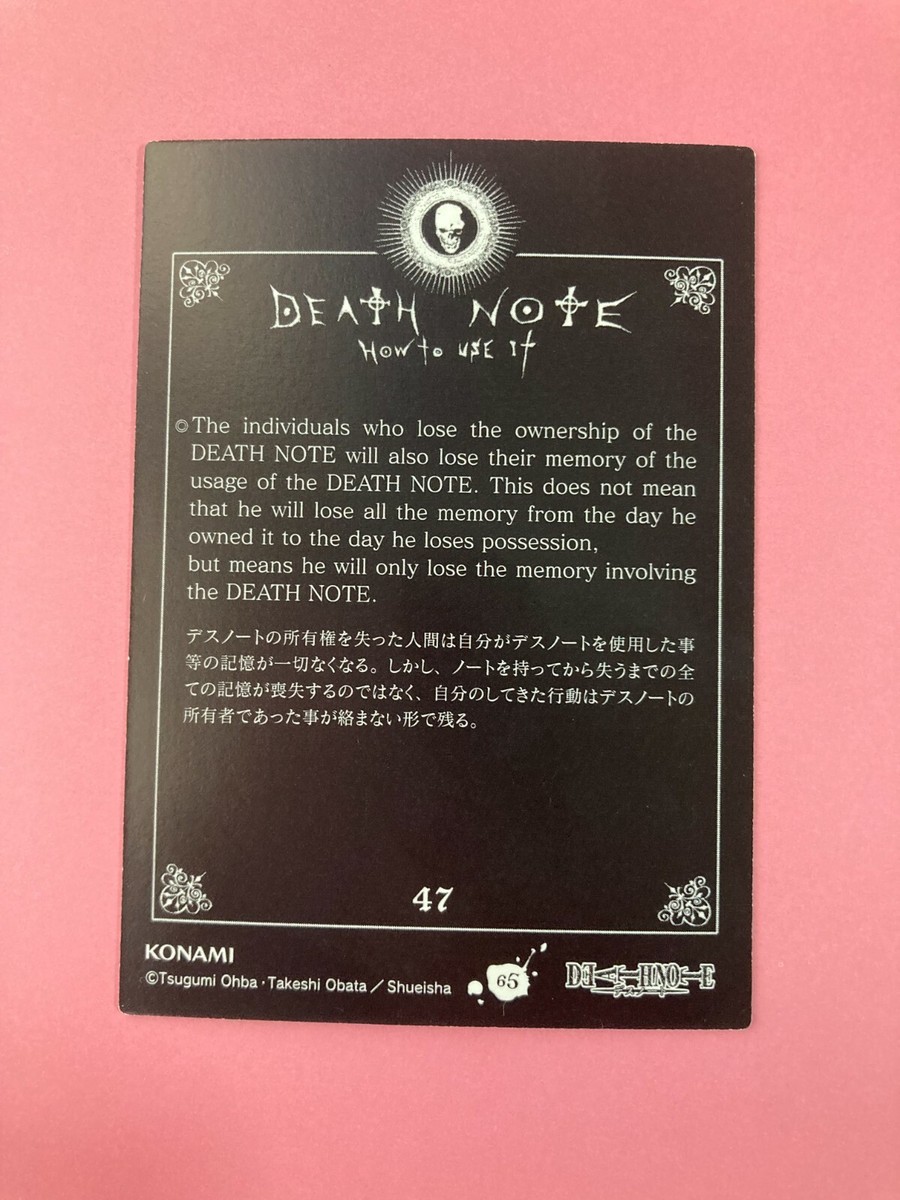 DEATH NOTE
How to use it
◎The individuals who lose the ownership of the
DEATH NOTE will also lose their memory of the
usage of the DEATH NOTE. This does not mean
that he will lose all the memory from the day he
owned it to the day he loses possession,
but means he will only lose the memory involving
the DEATH NOTE.
デスノートの所有権を失った人間は自分がデスノートを使用した事
等の記憶が一切なくなる。しかし、ノートを持ってから失うまでの全
ての記憶が喪失するのではなく、自分のしてきた行動はデスノートの
所有者であった事が絡まない形で残る。
47
KONAMI
©Tsugumi Ohba・Takeshi Obata／Shueisha
65
DEATH NOTE
デスノート